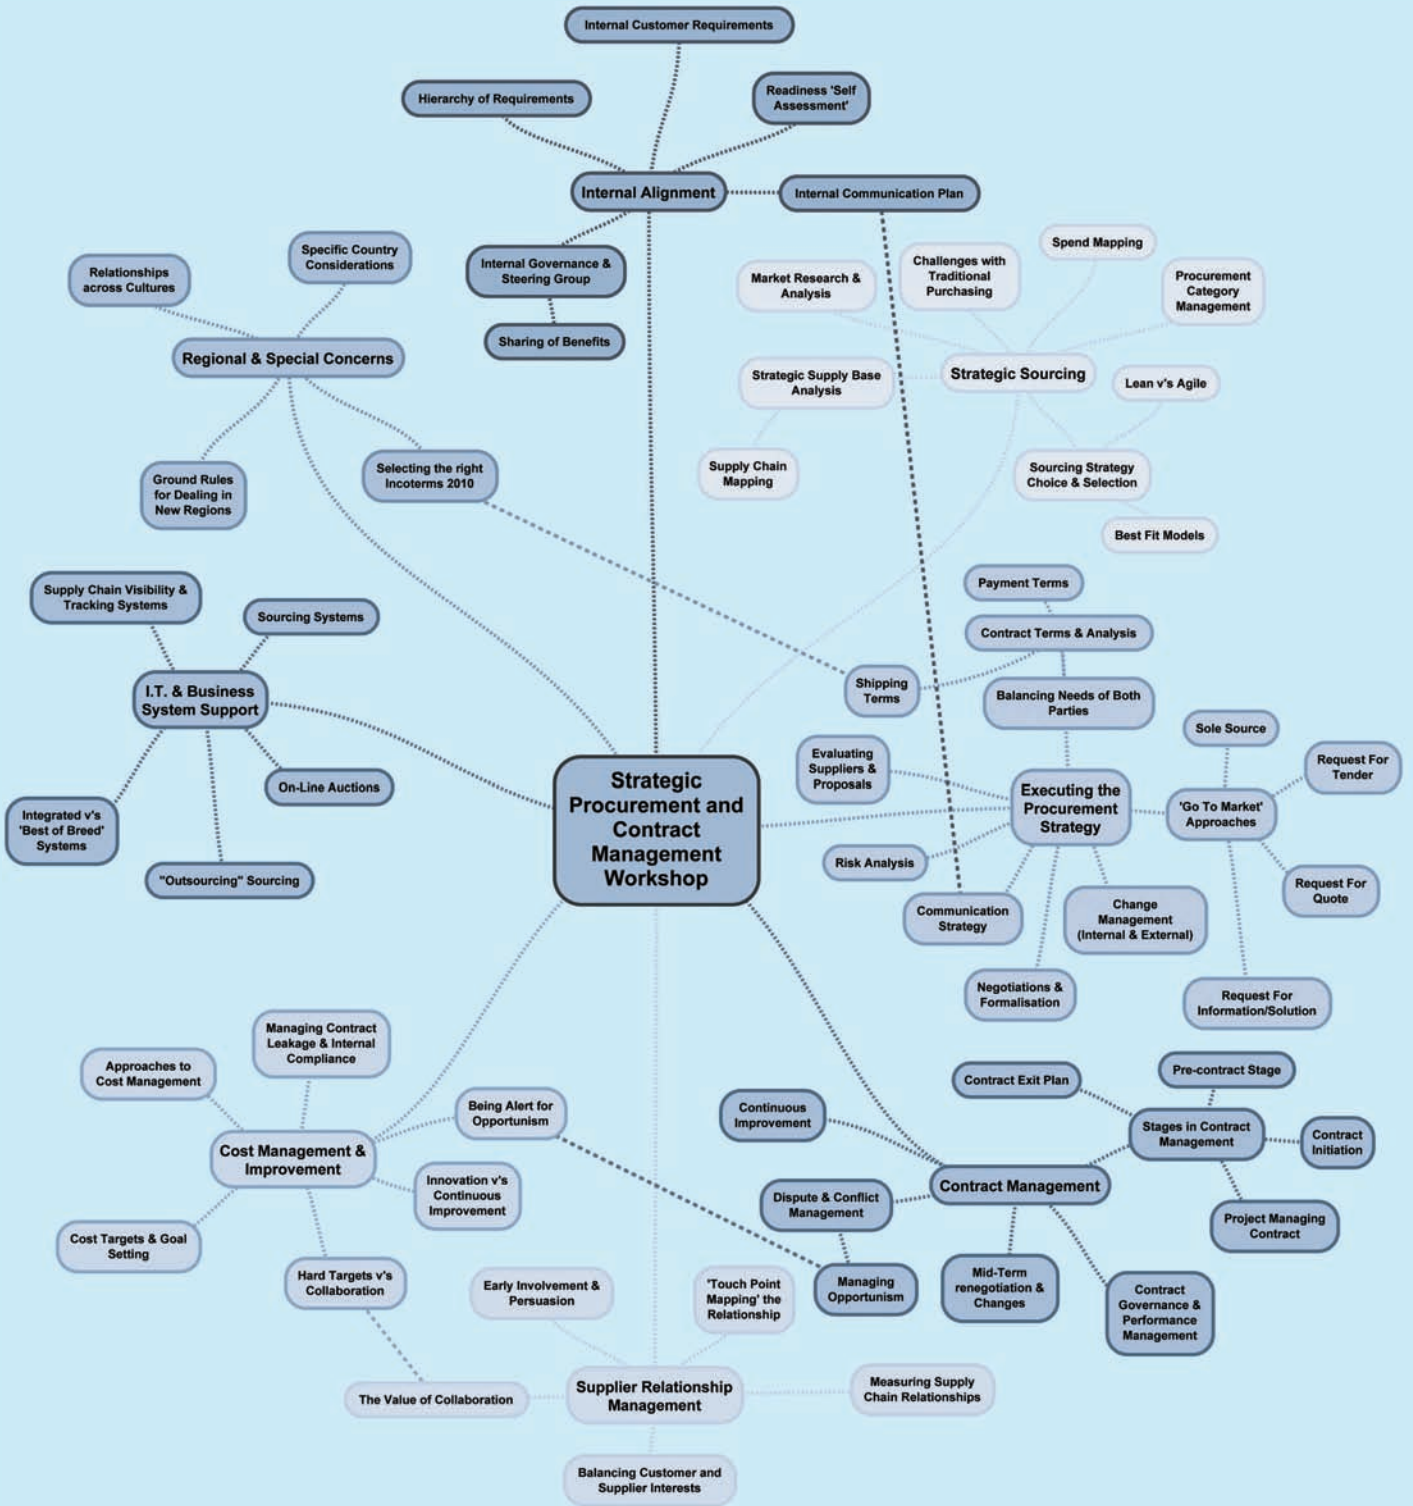 Internal Customer Requirements
Hierarchy of Requirements
Readiness 'Self
Assessment'
Internal Alignment
Internal Communication Plan
Internal Governance &
Steering Group
Sharing of Benefits
Relationships
across Cultures
Specific Country
Considerations
Regional & Special Concerns
Ground Rules
for Dealing in
New Regions
Selecting the right
Incoterms 2010
Market Research &
Analysis
Challenges with
Traditional
Purchasing
Spend Mapping
Procurement
Category
Management
Strategic Supply Base
Analysis
Strategic Sourcing
Lean v's Agile
Supply Chain
Mapping
Sourcing Strategy
Choice & Selection
Best Fit Models
Supply Chain Visibility &
Tracking Systems
Sourcing Systems
I.T. & Business
System Support
On-Line Auctions
Integrated v's
'Best of Breed'
Systems
"Outsourcing" Sourcing
Strategic
Procurement and
Contract
Management
Workshop
Payment Terms
Contract Terms & Analysis
Shipping
Terms
Balancing Needs of Both
Parties
Evaluating
Suppliers &
Proposals
Executing the
Procurement
Strategy
Sole Source
Request For
Tender
'Go To Market'
Approaches
Risk Analysis
Request For
Quote
Communication
Strategy
Change
Management
(Internal & External)
Negotiations &
Formalisation
Request For
Information/Solution
Managing Contract
Leakage & Internal
Compliance
Approaches to
Cost Management
Being Alert for
Opportunism
Cost Management &
Improvement
Innovation v's
Continuous
Improvement
Cost Targets & Goal
Setting
Hard Targets v's
Collaboration
Contract Exit Plan
Pre-contract Stage
Continuous
Improvement
Stages in Contract
Management
Contract
Initiation
Contract Management
Dispute & Conflict
Management
Project Managing
Contract
Managing
Opportunism
Mid-Term
renegotiation &
Changes
Contract
Governance &
Performance
Management
Early Involvement &
Persuasion
'Touch Point
Mapping' the
Relationship
The Value of Collaboration
Supplier Relationship
Management
Measuring Supply
Chain Relationships
Balancing Customer and
Supplier Interests